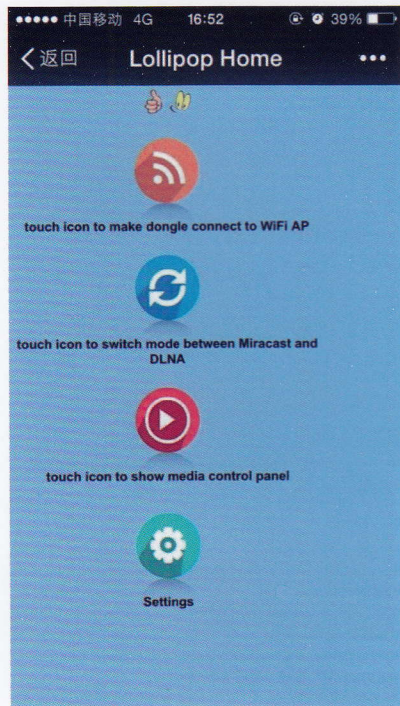 中国移动 4G 16:52 39%
返回 Lollipop Home
touch icon to make dongle connect to WiFi AP
touch icon to switch mode between Miracast and
DLNA
touch icon to show media control panel
Settings